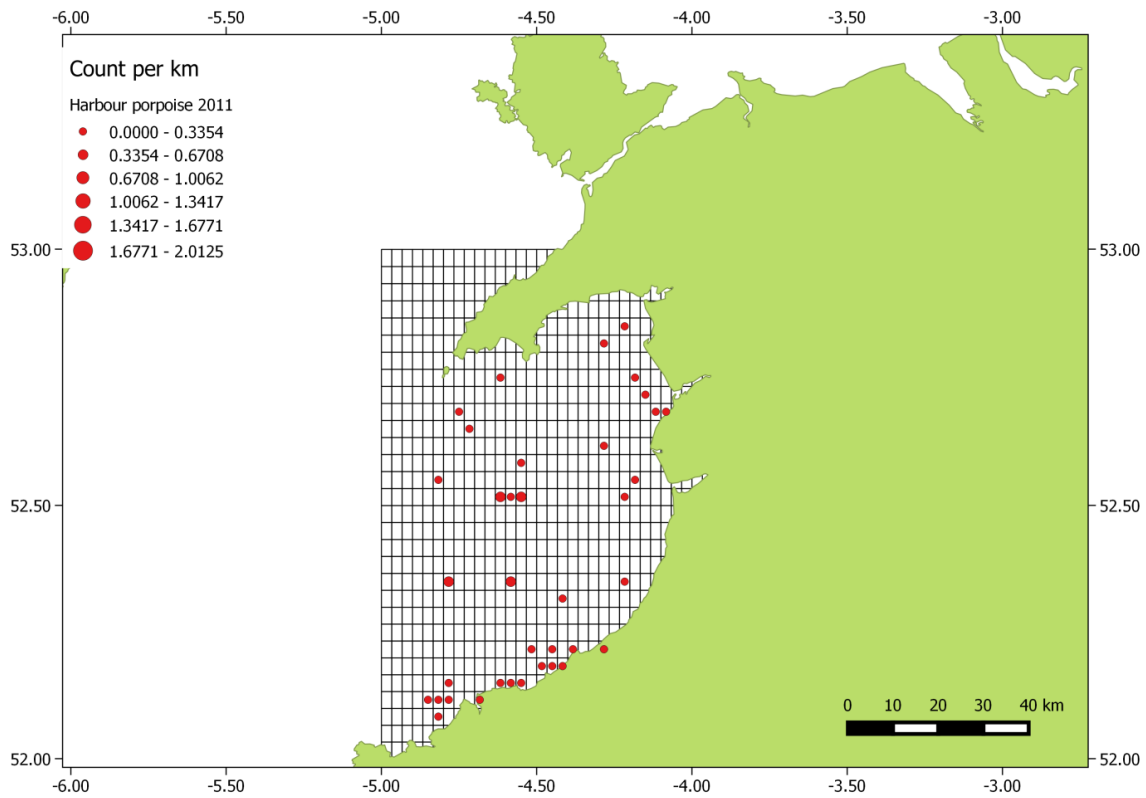 -6.00 -5.50 -5.00 -4.50 -4.00 -3.50 -3.00
Count per km
Harbour porpoise 2011
0.0000 - 0.3354
0.3354 - 0.6708
0.6708 - 1.0062
1.0062 - 1.3417
1.3417 - 1.6771
1.6771 - 2.0125
53.00 53.00
52.50 52.50
0 10 20 30 40 km
52.00 52.00
-6.00 -5.50 -5.00 -4.50 -4.00 -3.50 -3.00